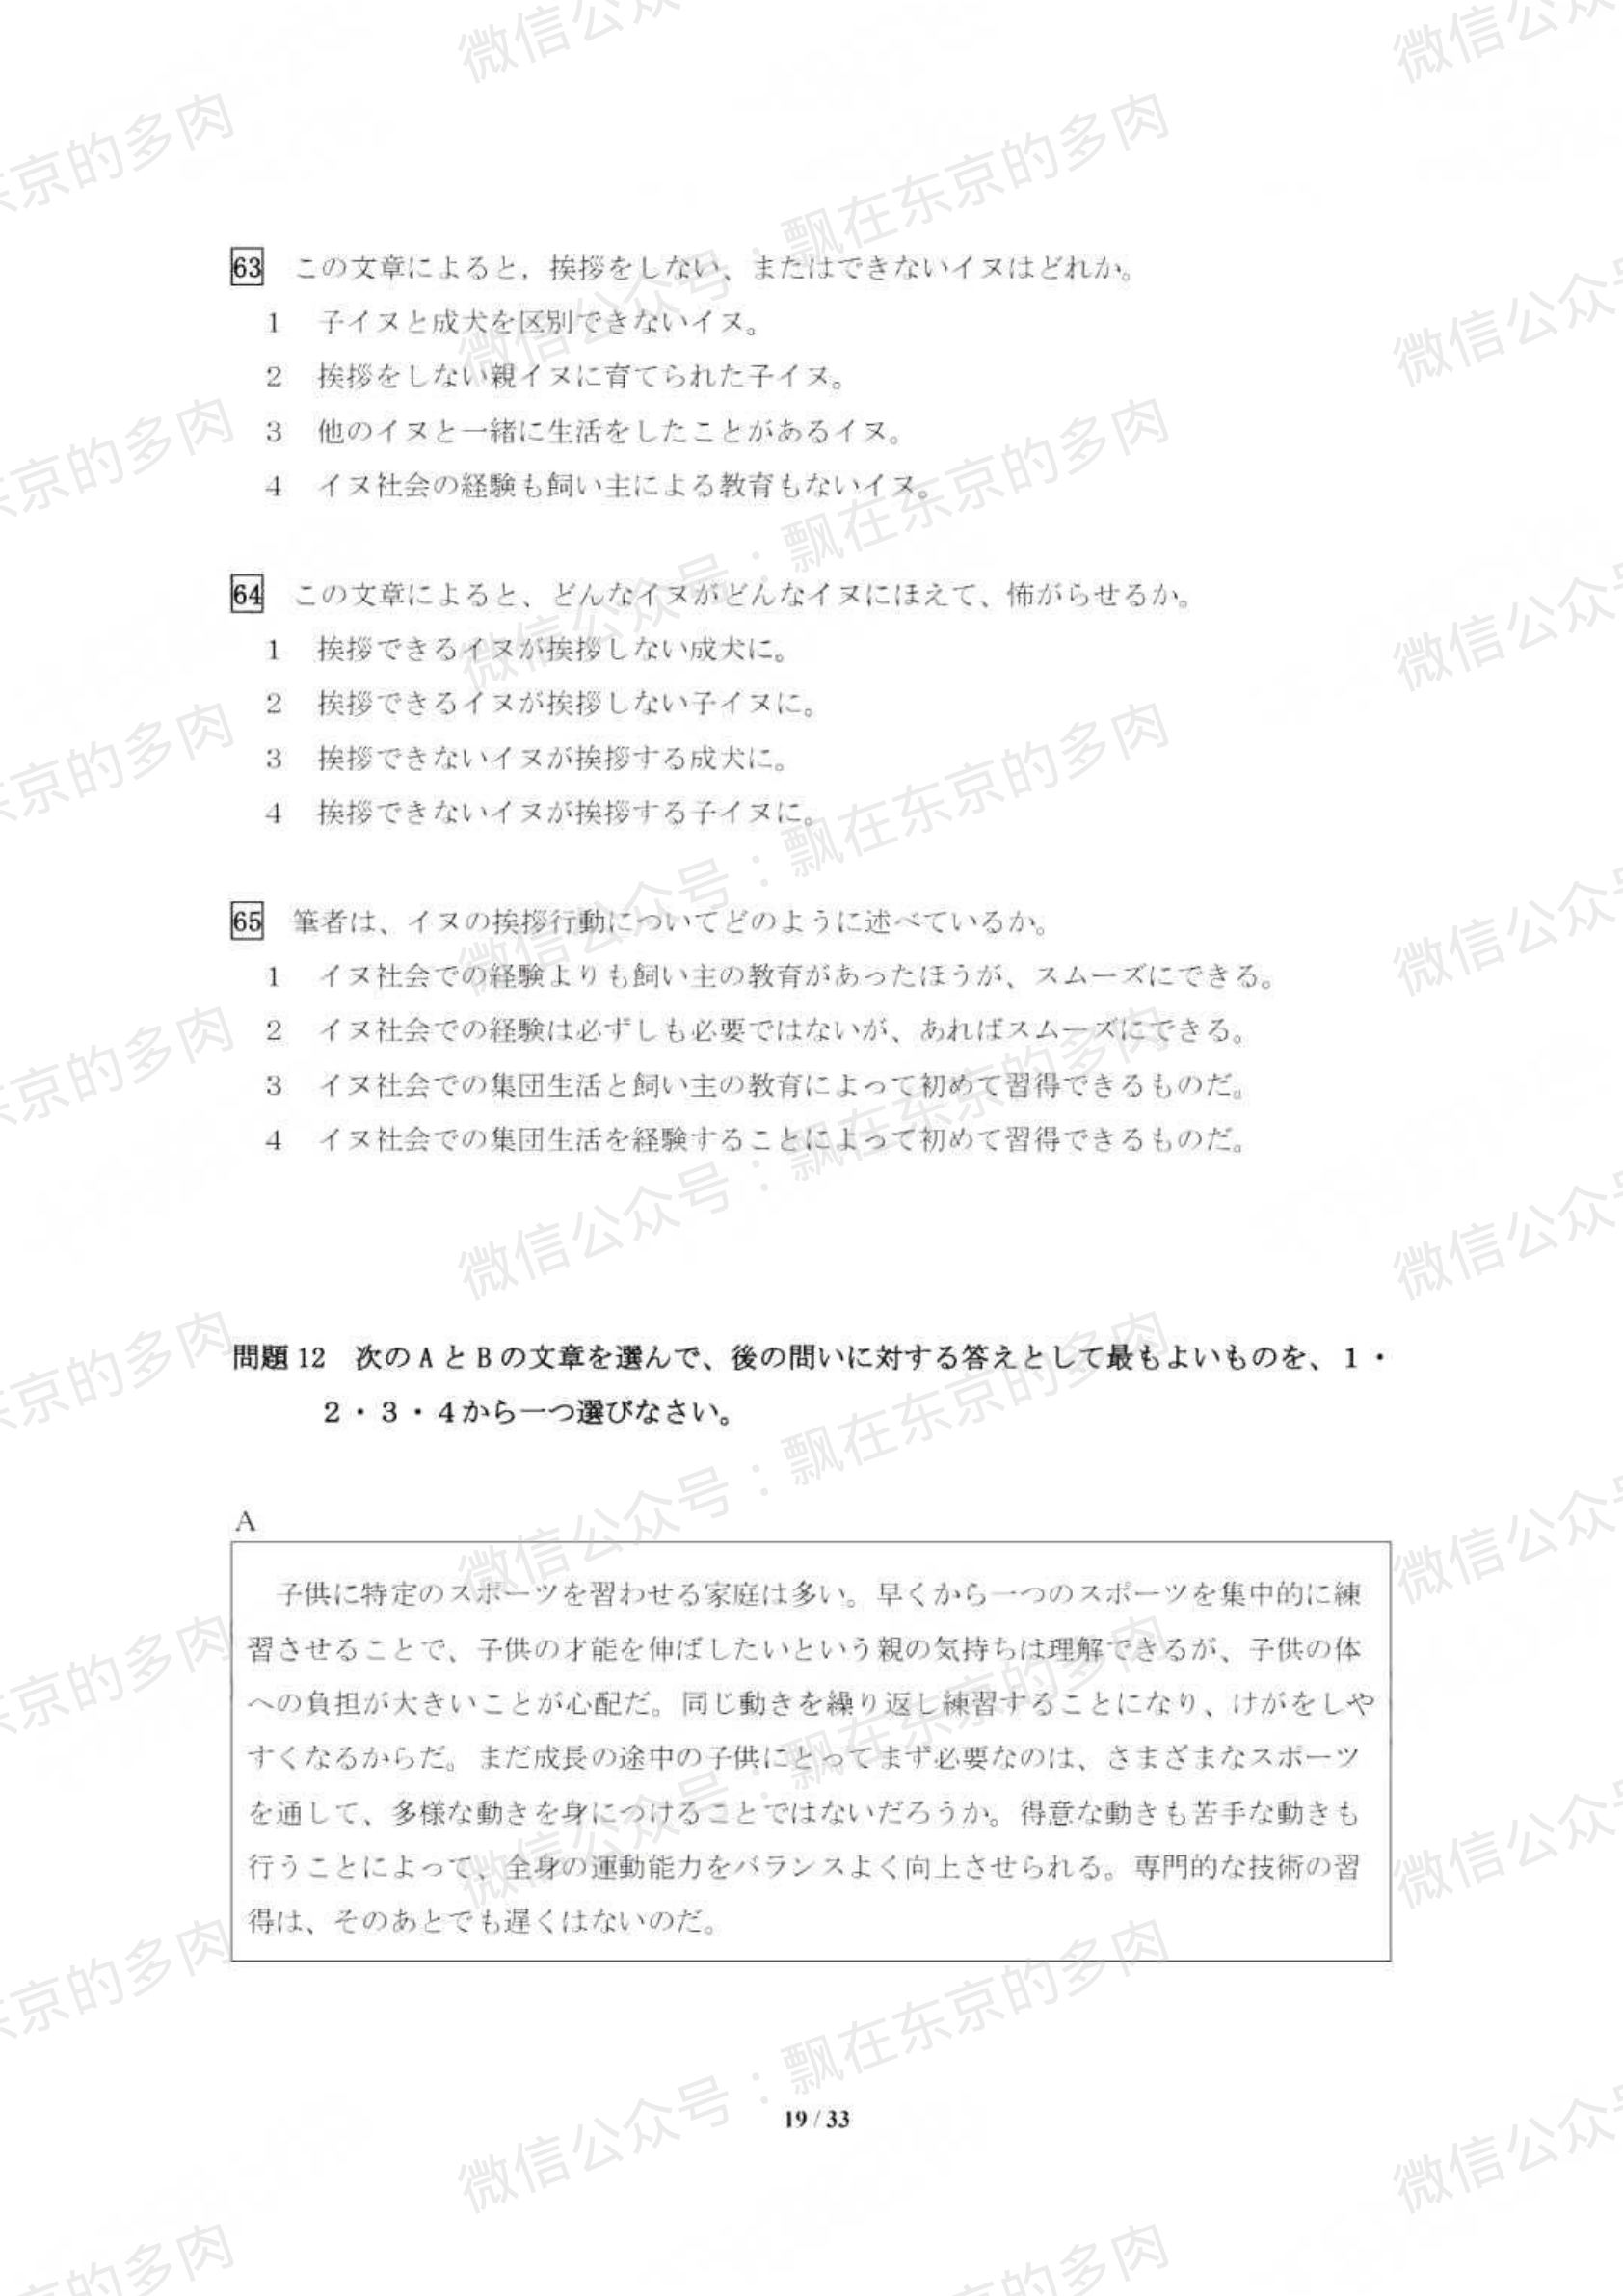 63 この文章によると，挨拶をしない、またはできないイヌはどれか。
1 子イヌと成犬を区別できないイヌ。
2 挨拶をしない親イヌに育てられた子イヌ。
3 他のイヌと一緒に生活をしたことがあるイヌ。
4 イヌ社会の経験も飼い主による教育もないイヌ。
64 この文章によると、どんなイヌがどんなイヌにほえて、怖がらせるか。
1 挨拶できるイヌが挨拶しない成犬に。
2 挨拶できるイヌが挨拶しない子イヌに。
3 挨拶できないイヌが挨拶する成犬に。
4 挨拶できないイヌが挨拶する子イヌに。
65 筆者は、イヌの挨拶行動についてどのように述べているか。
1 イヌ社会での経験よりも飼い主の教育があったほうが、スムーズにできる。
2 イヌ社会での経験は必ずしも必要ではないが、あればスムーズにできる。
3 イヌ社会での集団生活と飼い主の教育によって初めて習得できるものだ。
4 イヌ社会での集団生活を経験することによって初めて習得できるものだ。
問題12 次のAとBの文章を選んで、後の問いに対する答えとして最もよいものを、1・
2・3・4から一つ選びなさい。
A
子供に特定のスポーツを習わせる家庭は多い。早くから一つのスポーツを集中的に練
習させることで、子供の才能を伸ばしたいという親の気持ちは理解できるが、子供の体
への負担が大きいことが心配だ。同じ動きを繰り返し練習することになり、けがをしや
すくなるからだ。まだ成長の途中の子供にとってまず必要なのは、さまざまなスポーツ
を通して、多様な動きを身につけることではないだろうか。得意な動きも苦手な動きも
行うことによって、全身の運動能力をバランスよく向上させられる。専門的な技術の習
得は、そのあとでも遅くはないのだ。
19 / 33
微信公众号：飘在东京的多肉